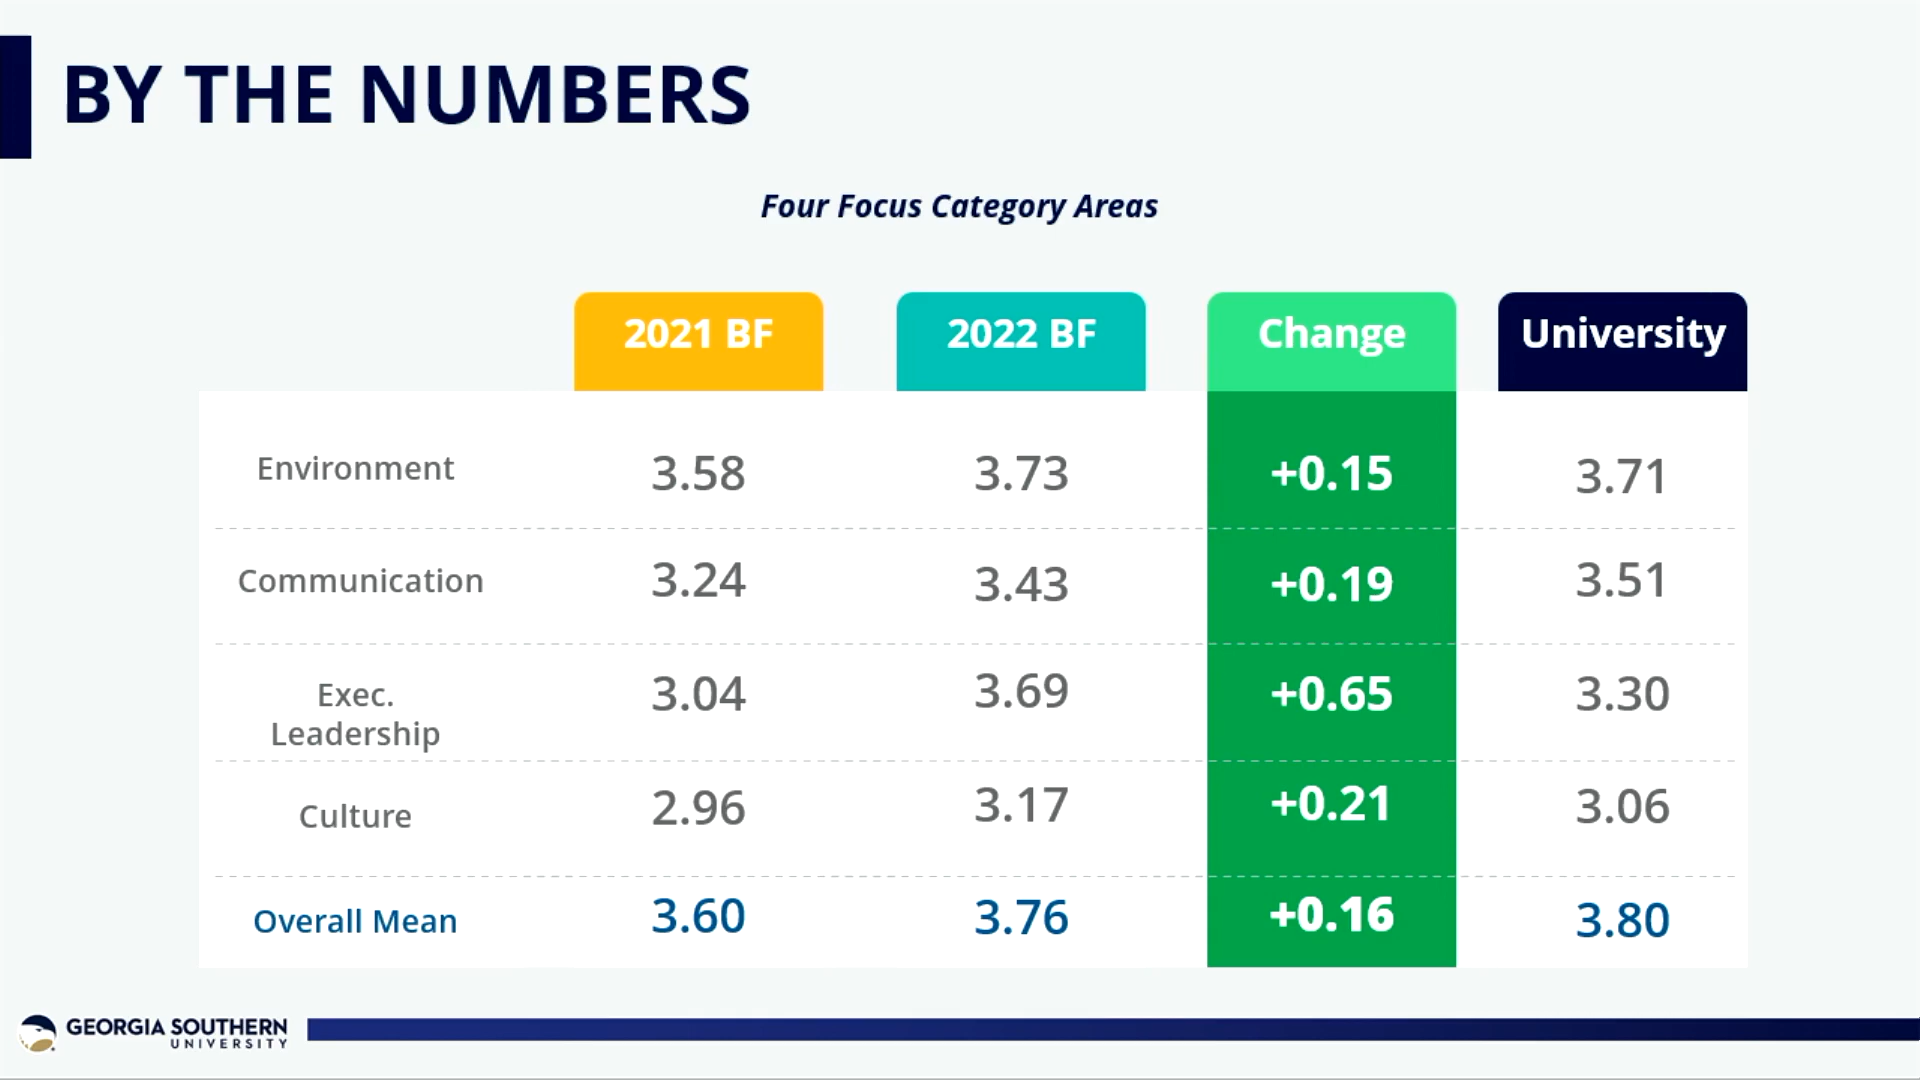 BY THE NUMBERS
Four Focus Category Areas
2021 BF 2022 BF Change University
Environment 3.58 3.73 +0.15 3.71
Communication 3.24 3.43 +0.19 3.51
Exec.
Leadership 3.04 3.69 +0.65 3.30
Culture 2.96 3.17 +0.21 3.06
Overall Mean 3.60 3.76 +0.16 3.80
GEORGIA SOUTHERN
UNIVERSITY